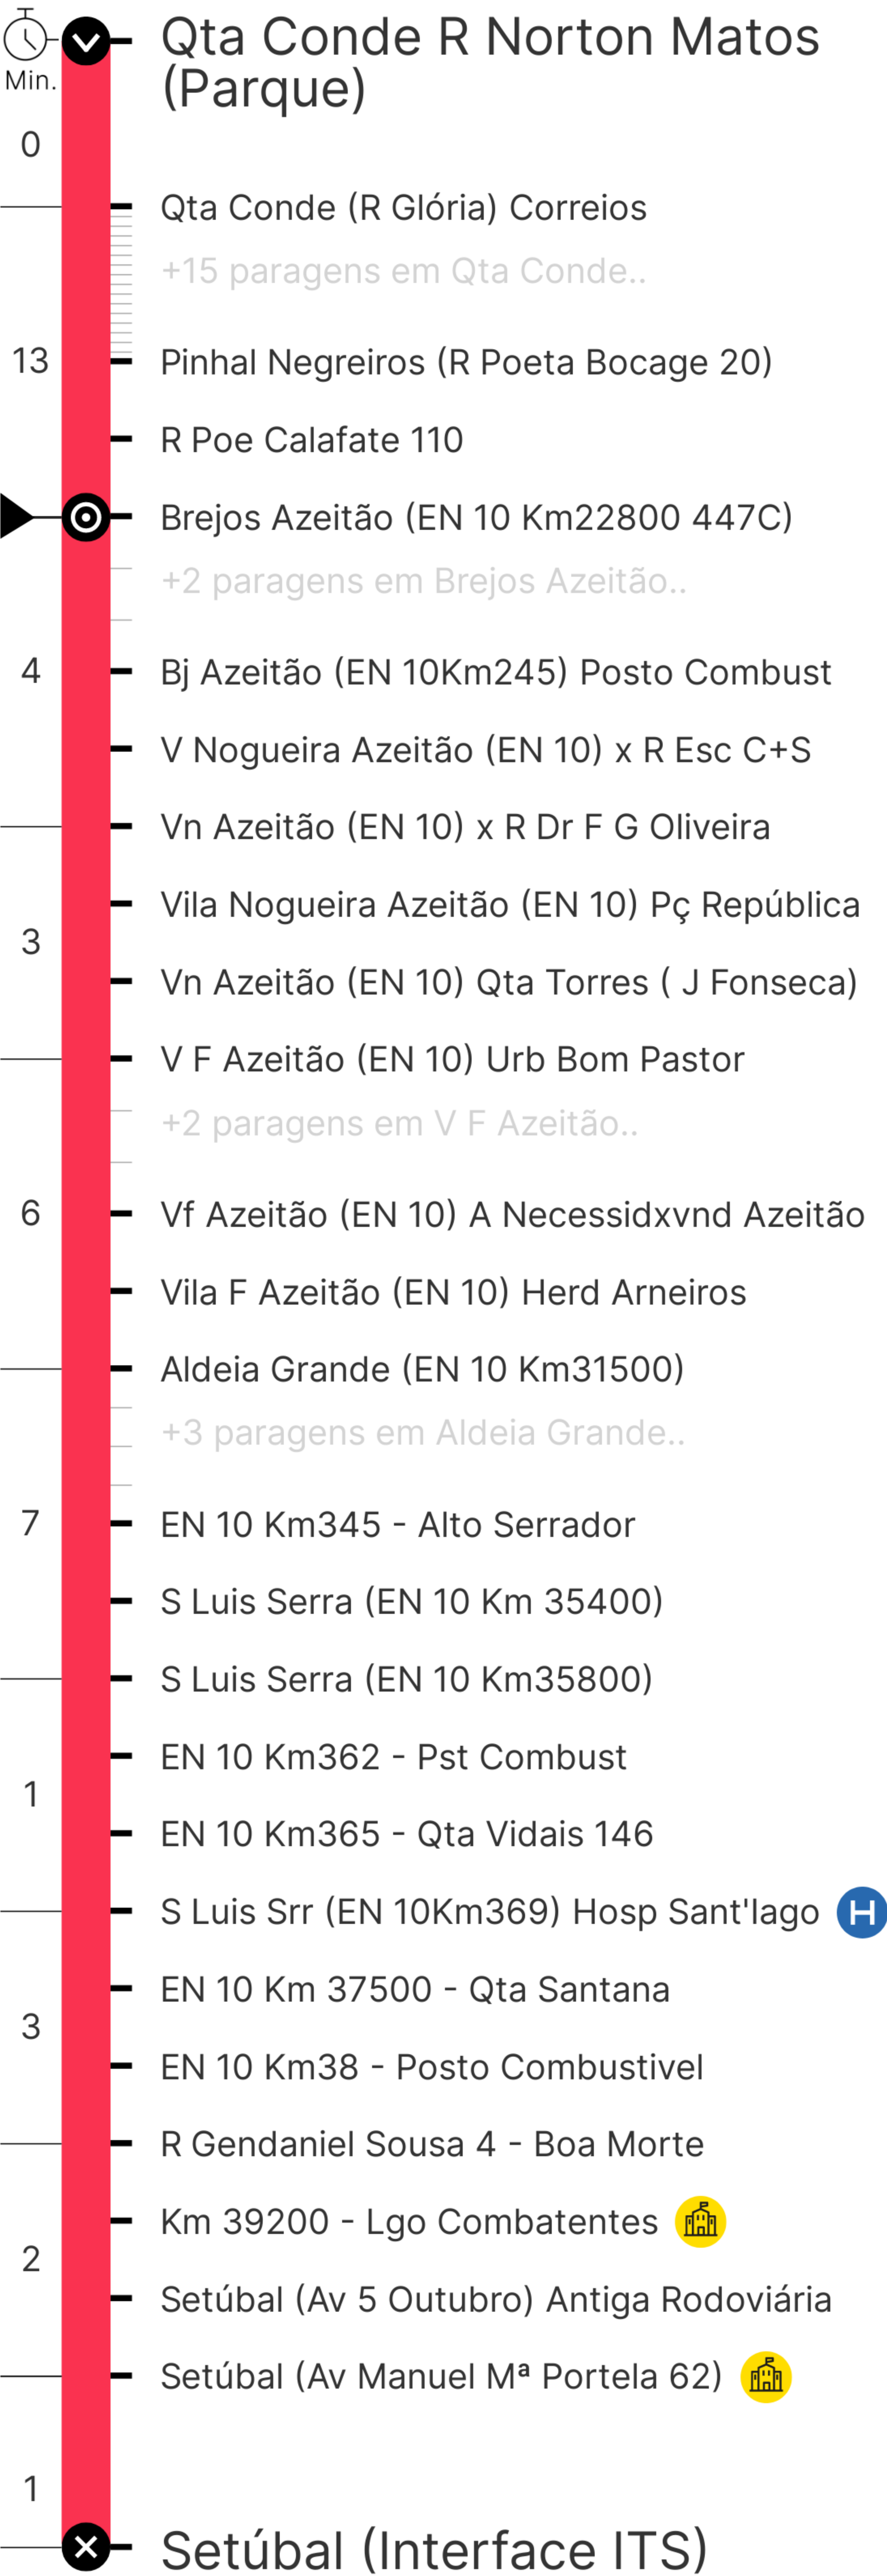 Qta Conde R Norton Matos
(Parque)
Min.
0
Qta Conde (R Glória) Correios
+15 paragens em Qta Conde..
13
Pinhal Negreiros (R Poeta Bocage 20)
R Poe Calafate 110
Brejos Azeitão (EN 10 Km22800 447C)
+2 paragens em Brejos Azeitão..
4
Bj Azeitão (EN 10Km245) Posto Combust
V Nogueira Azeitão (EN 10) x R Esc C+S
Vn Azeitão (EN 10) x R Dr F G Oliveira
Vila Nogueira Azeitão (EN 10) Pç República
3
Vn Azeitão (EN 10) Qta Torres ( J Fonseca)
V F Azeitão (EN 10) Urb Bom Pastor
+2 paragens em V F Azeitão..
6
Vf Azeitão (EN 10) A Necessidxvnd Azeitão
Vila F Azeitão (EN 10) Herd Arneiros
Aldeia Grande (EN 10 Km31500)
+3 paragens em Aldeia Grande..
7
EN 10 Km345 - Alto Serrador
S Luis Serra (EN 10 Km 35400)
S Luis Serra (EN 10 Km35800)
EN 10 Km362 - Pst Combust
1
EN 10 Km365 - Qta Vidais 146
S Luis Srr (EN 10Km369) Hosp Sant'Iago
H
EN 10 Km 37500 - Qta Santana
3
EN 10 Km38 - Posto Combustivel
R Gendaniel Sousa 4 - Boa Morte
Km 39200 - Lgo Combatentes
2
Setúbal (Av 5 Outubro) Antiga Rodoviária
Setúbal (Av Manuel Mª Portela 62)
1
Setúbal (Interface ITS)